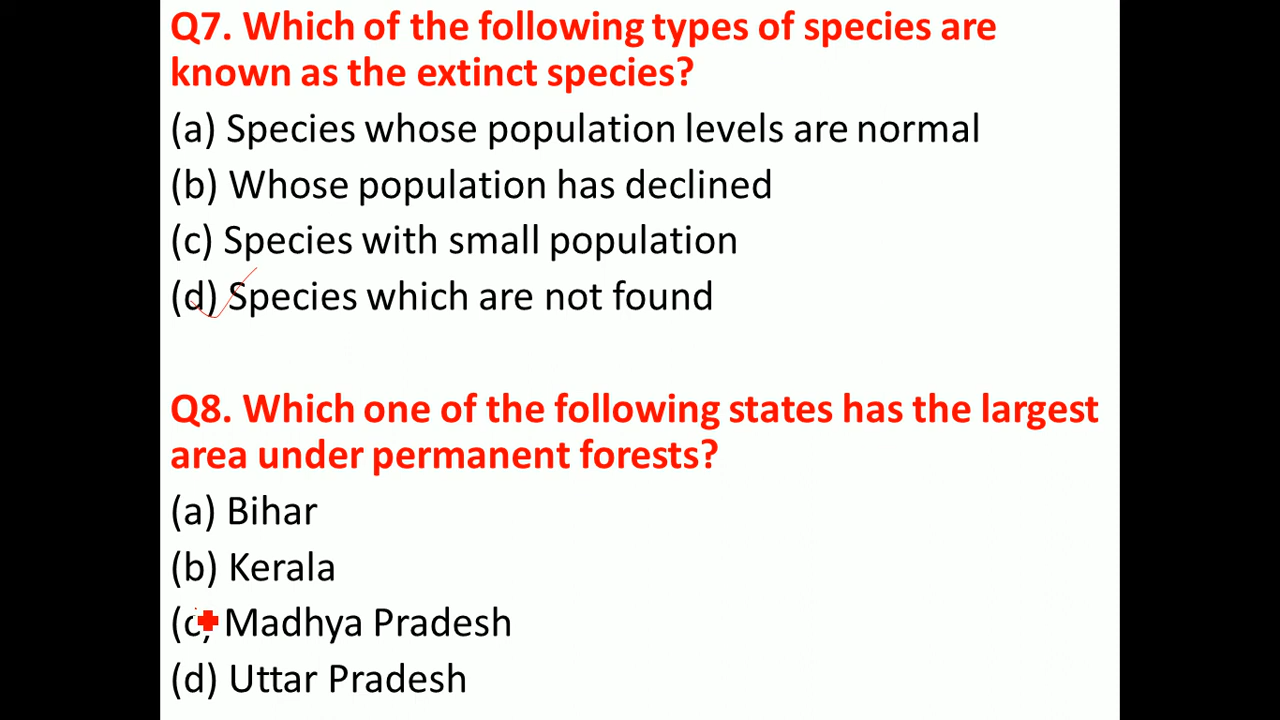 Q7. Which of the following types of species are
known as the extinct species?
(a) Species whose population levels are normal
(b) Whose population has declined
(c) Species with small population
(d) Species which are not found
Q8. Which one of the following states has the largest
area under permanent forests?
(a) Bihar
(b) Kerala
(c) Madhya Pradesh
(d) Uttar Pradesh